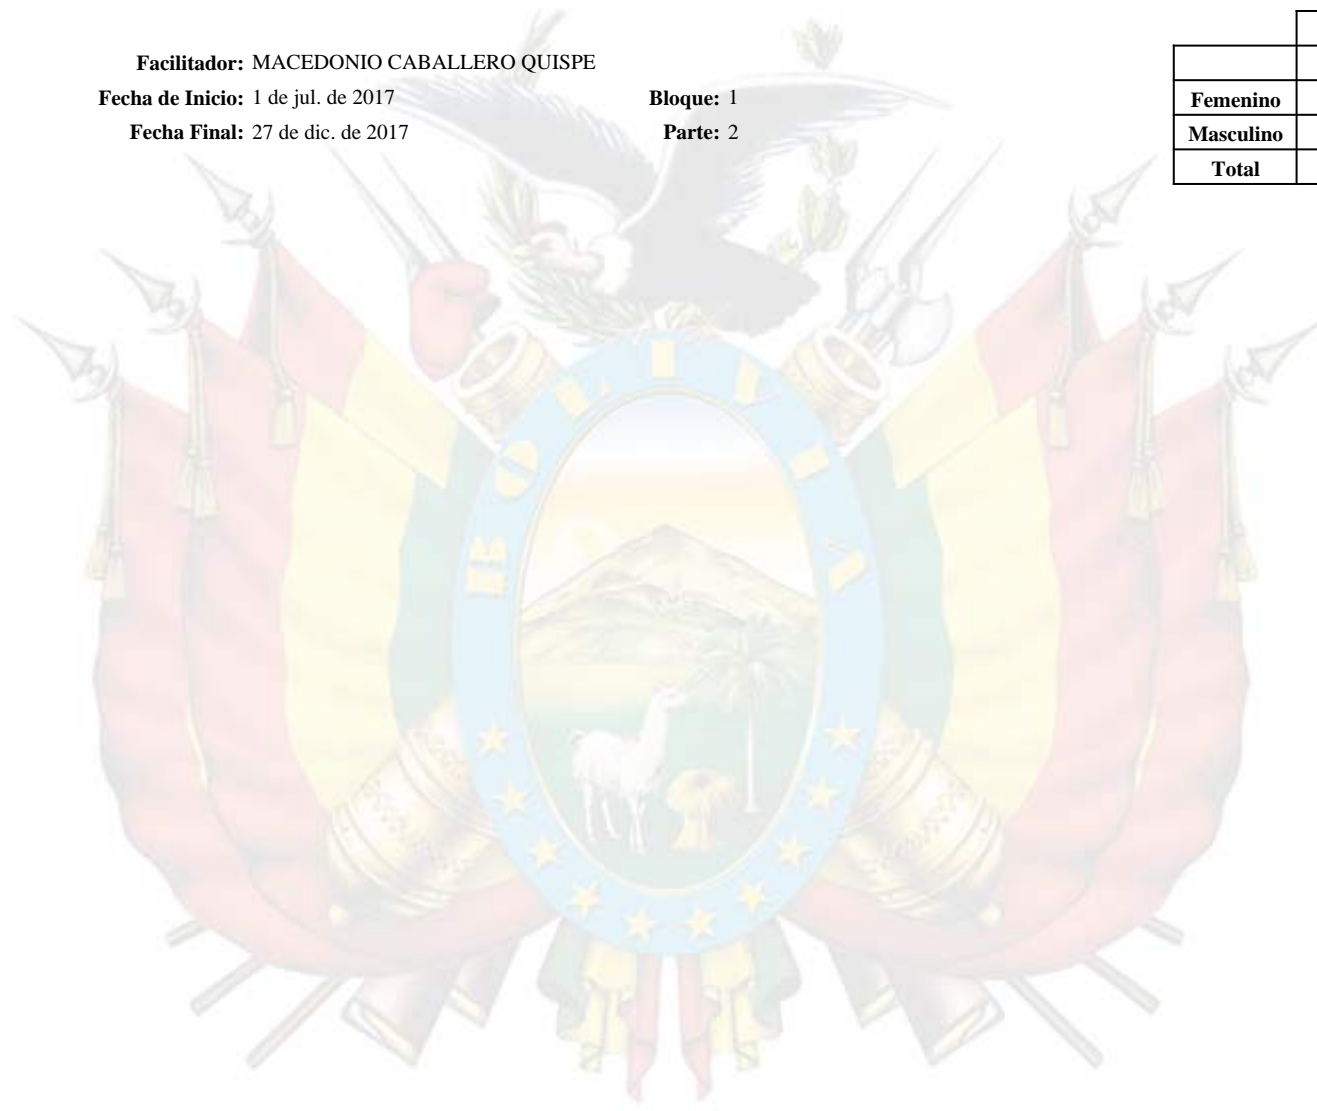 Facilitador: MACEDONIO CABALLERO QUISPE
Fecha de Inicio: 1 de jul. de 2017 Bloque: 1
Fecha Final: 27 de dic. de 2017 Parte: 2
Femenino
Masculino
Total
BOLIVIA